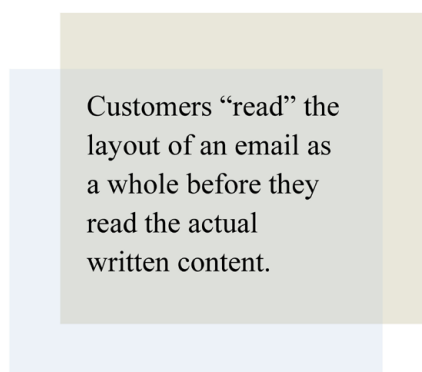 Customers “read” the
layout of an email as
a whole before they
read the actual
written content.